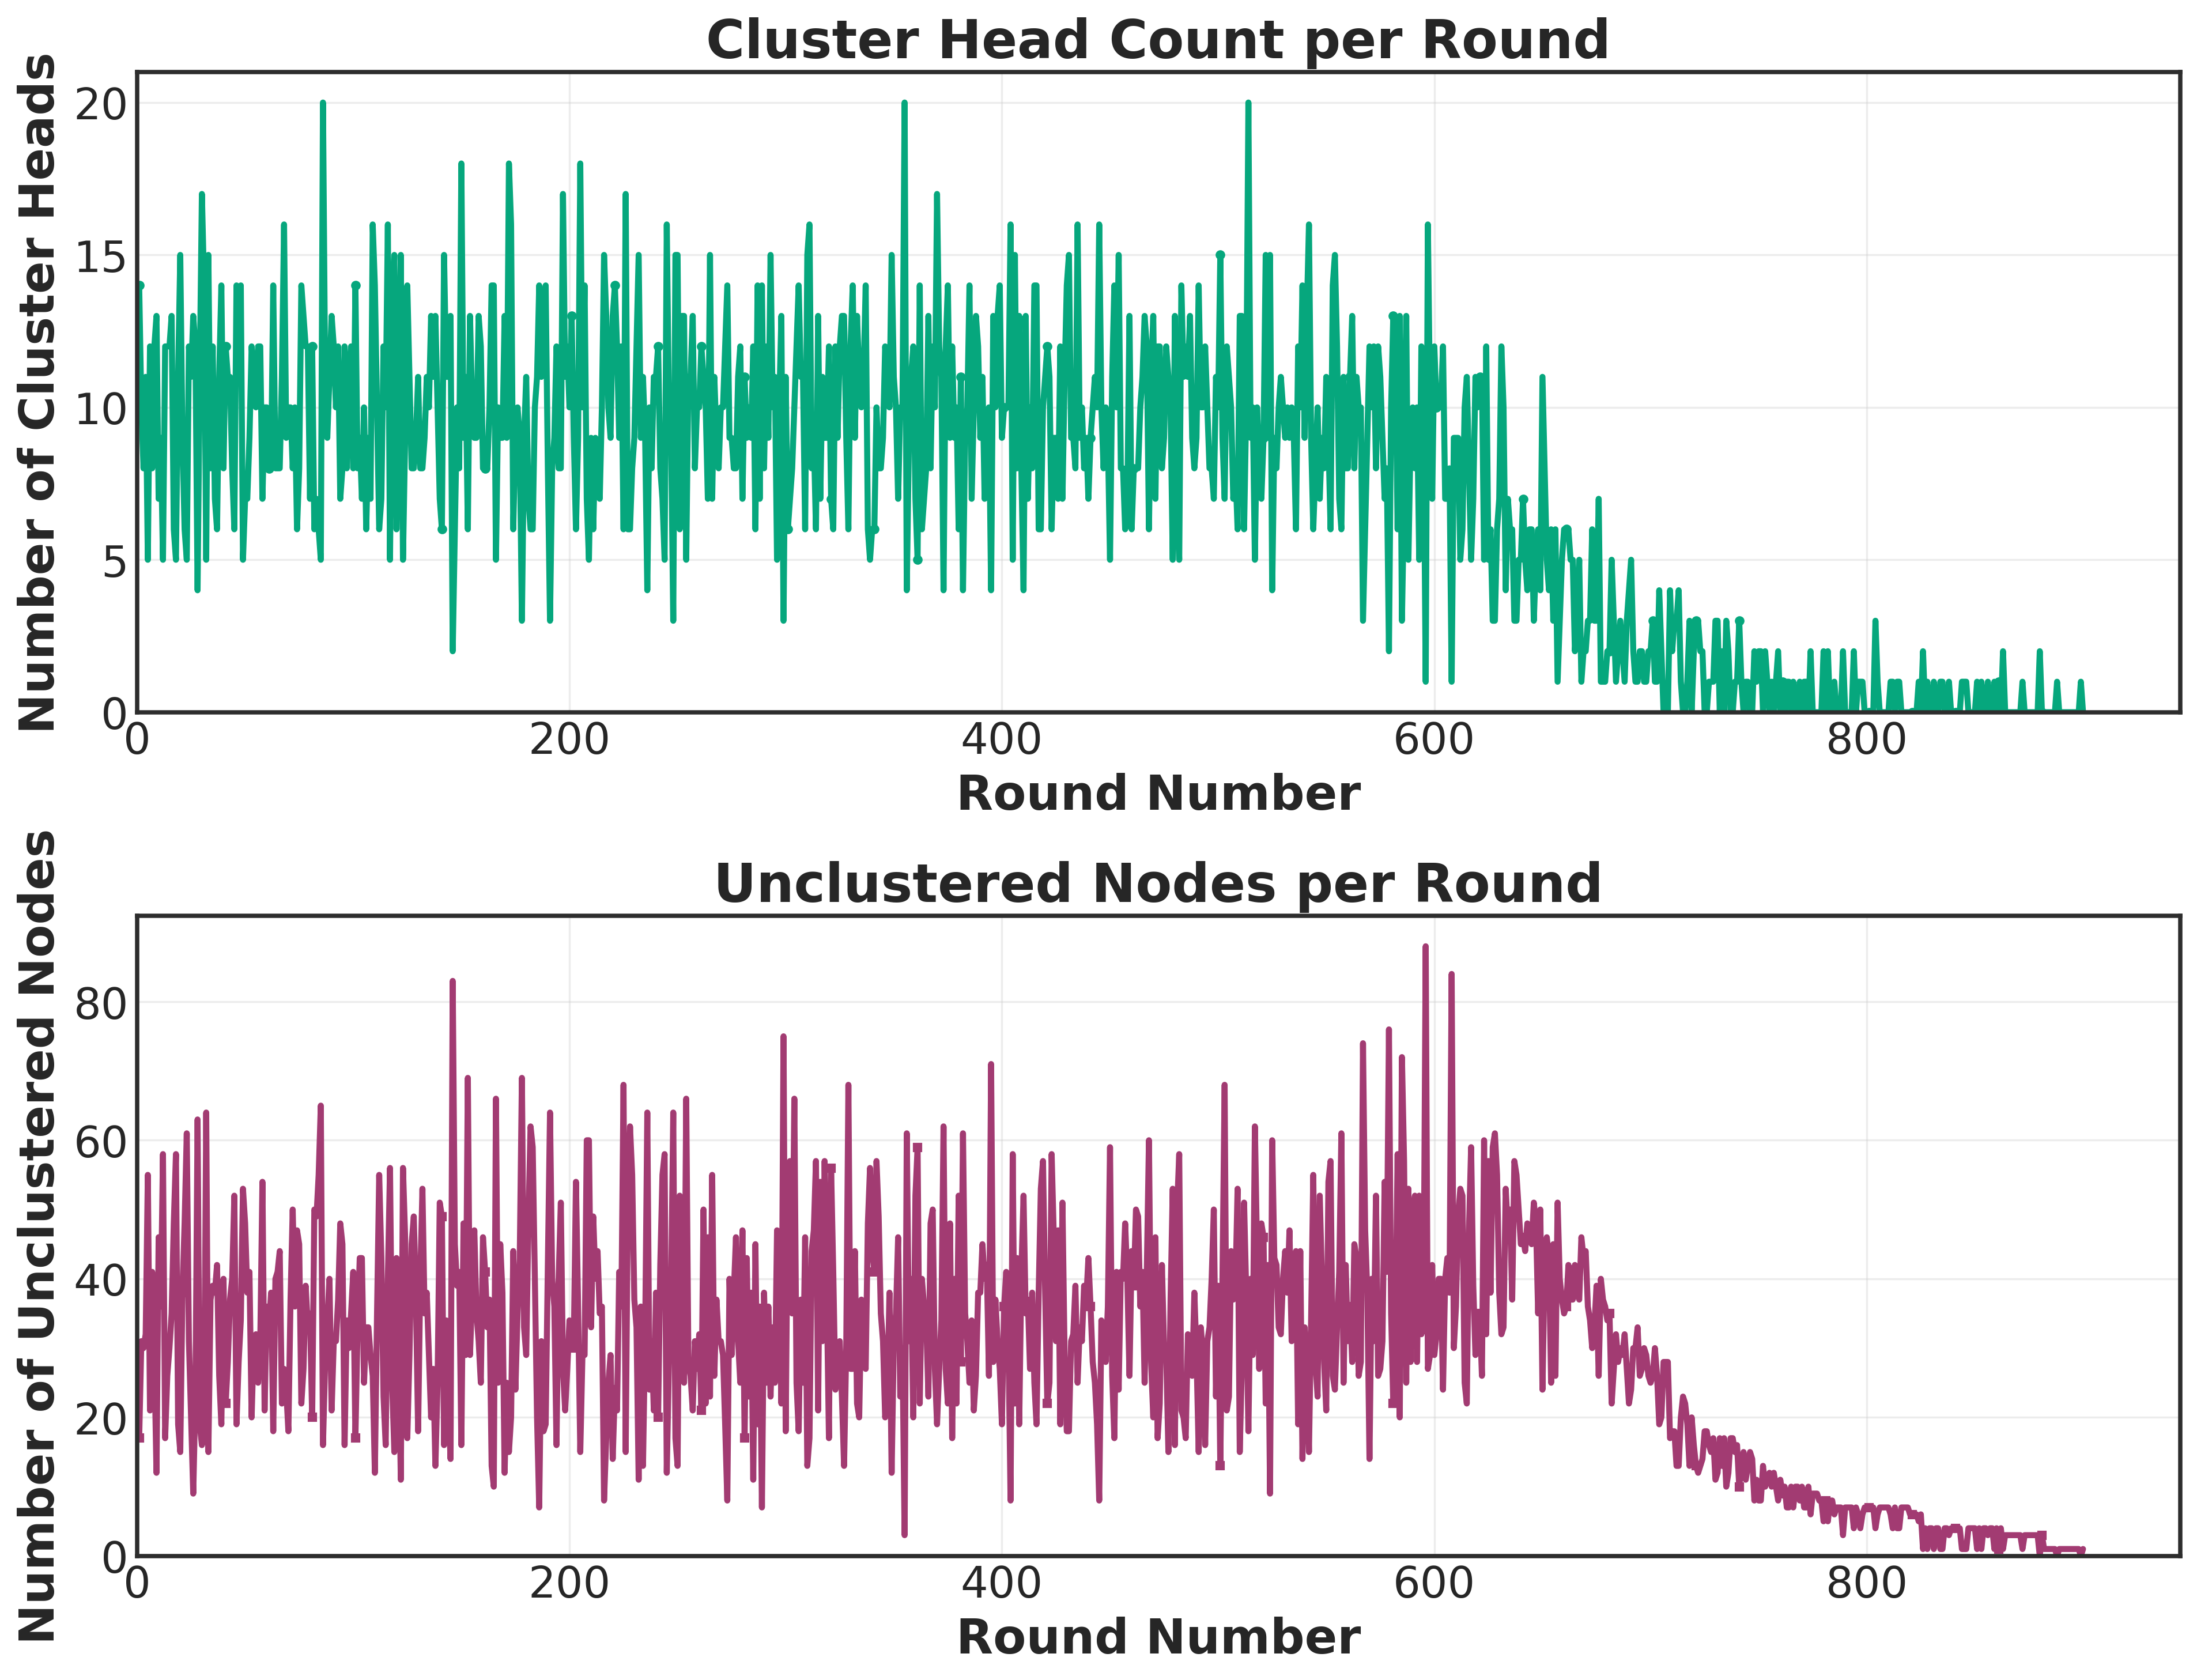 Cluster Head Count per Round
Number of Cluster Heads
20
15
10
5
0
0 200 400 600 800
Round Number
Unclustered Nodes per Round
Number of Unclustered Nodes
80
60
40
20
0
0 200 400 600 800
Round Number